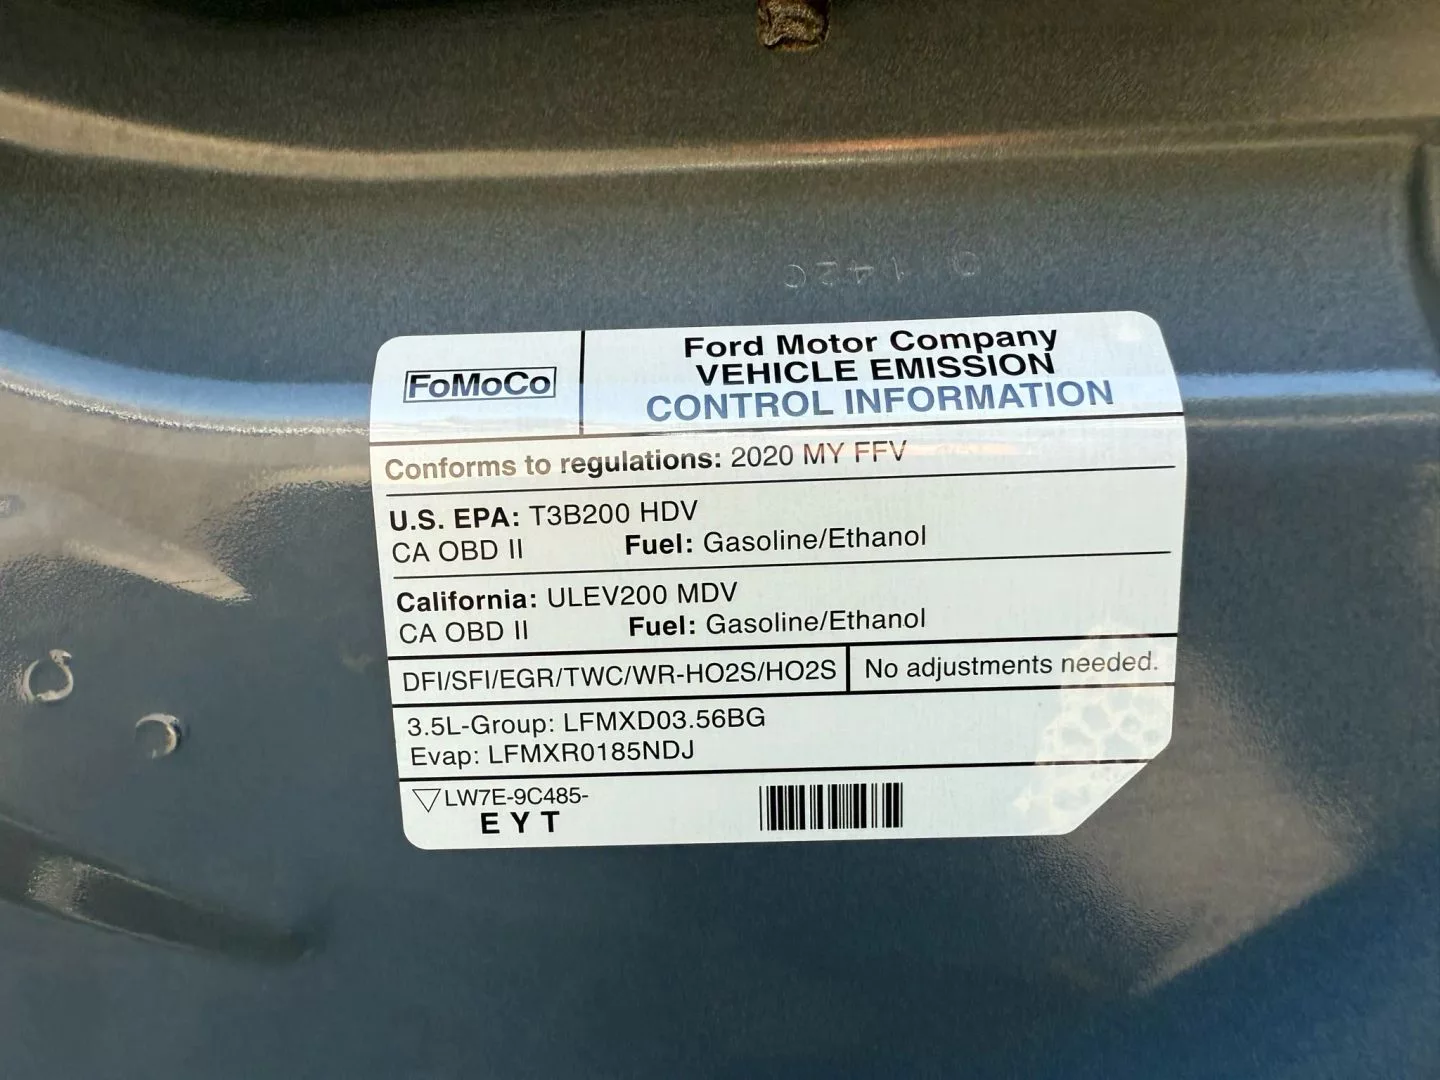 FoMoCo
Ford Motor Company
VEHICLE EMISSION
CONTROL INFORMATION
Conforms to regulations: 2020 MY FFV
U.S. EPA: T3B200 HDV
CA OBD II Fuel: Gasoline/Ethanol
California: ULEV200 MDV
CA OBD II Fuel: Gasoline/Ethanol
DFI/SFI/EGR/TWC/WR-HO2S/HO2S No adjustments needed.
3.5L-Group: LFMXD03.56BG
Evap: LFMXR0185NDJ
LW7E-9C485-
E Y T